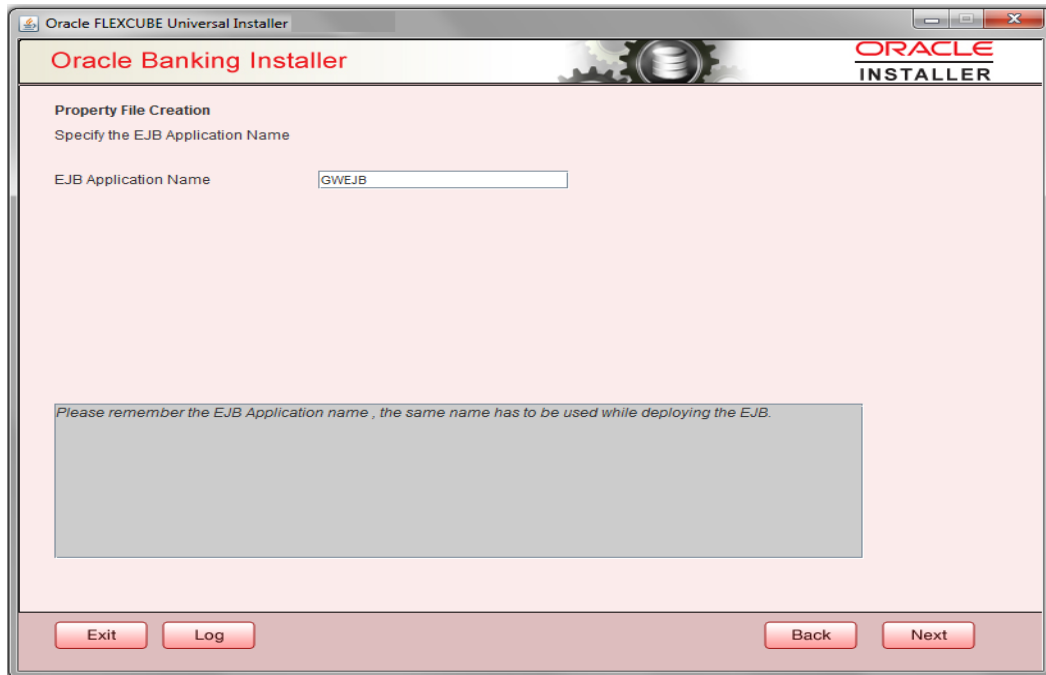 Oracle FLEXCUBE Universal Installer
Oracle Banking Installer
ORACLE
INSTALLER
Property File Creation
Specify the EJB Application Name
EJB Application Name
GWEJB
Please remember the EJB Application name , the same name has to be used while deploying the EJB.
Exit
Log
Back
Next